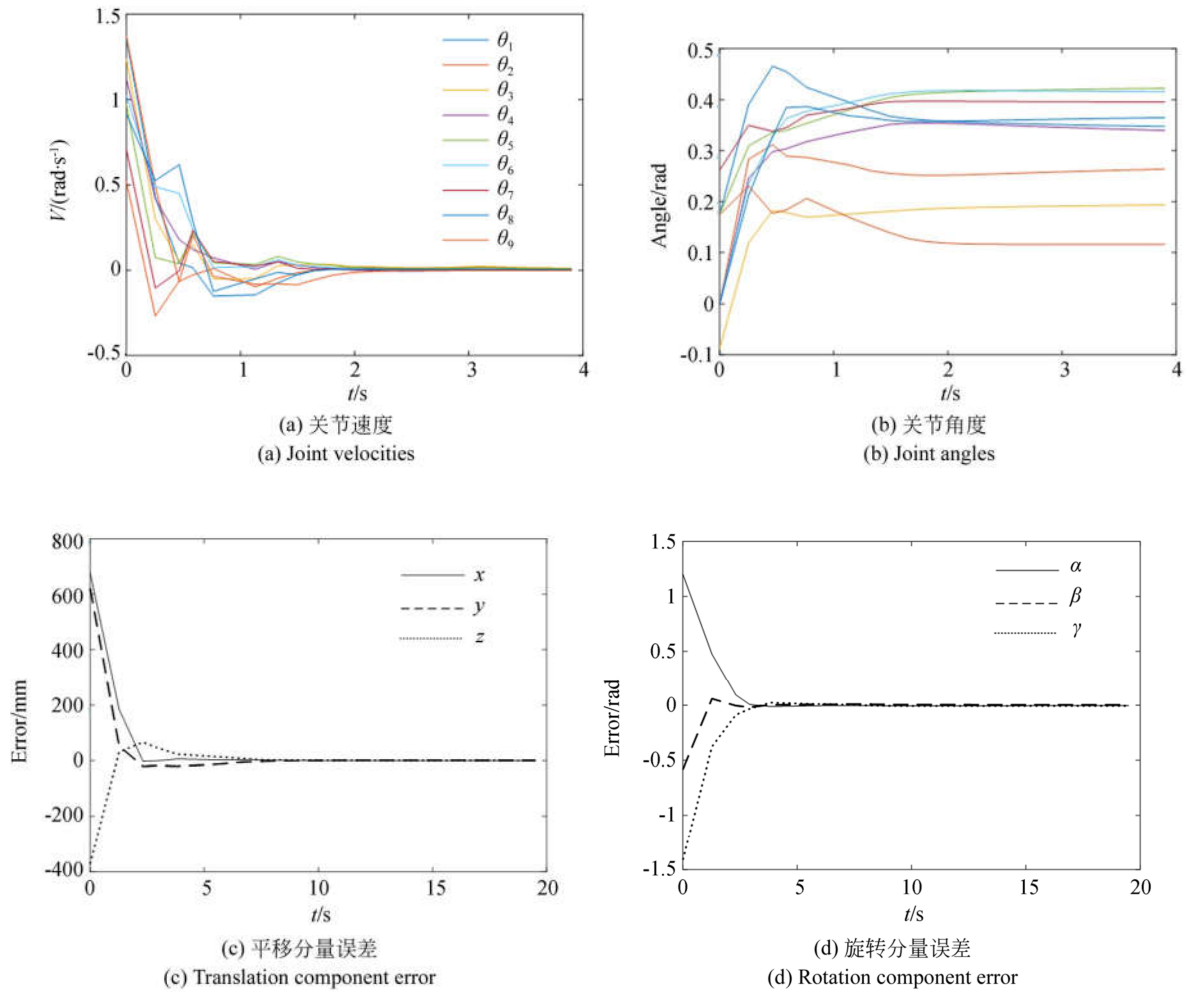 1.5
1
0.5
0
-0.5
V/(rad·s⁻¹)
θ₁
θ₂
θ₃
θ₄
θ₅
θ₆
θ₇
θ₈
θ₉
0 1 2 3 4
t/s
(a) 关节速度
(a) Joint velocities
0.5
0.4
0.3
0.2
0.1
0
-0.1
Angle/rad
0 1 2 3 4
t/s
(b) 关节角度
(b) Joint angles
800
600
400
200
0
-200
-400
Error/mm
x
y
z
0 5 10 15 20
t/s
(c) 平移分量误差
(c) Translation component error
1.5
1
0.5
0
-0.5
-1
-1.5
Error/rad
α
β
γ
0 5 10 15 20
t/s
(d) 旋转分量误差
(d) Rotation component error